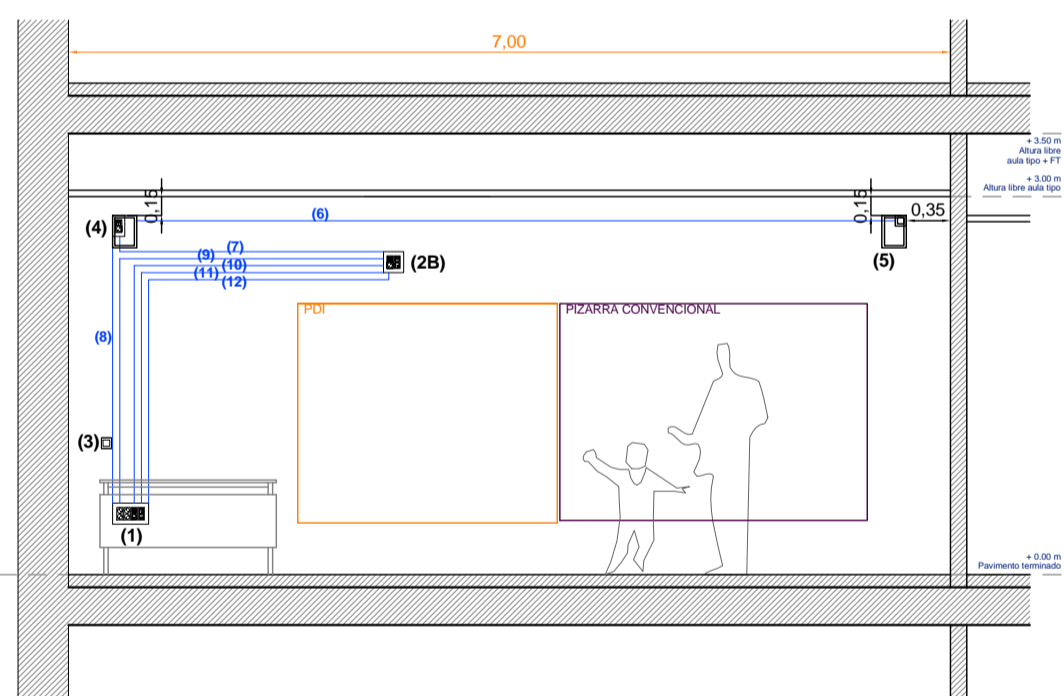 7,00
+ 3.50 m
Altura libre
aula tipo + FT
+ 3.00 m
Altura libre aula tipo
0,15
0,15
0,35
(4)
(6)
(5)
(7)
(9)
(10)
(11)
(12)
(2B)
PDI
PIZARRA CONVENCIONAL
(8)
(3)
(1)
+ 0.00 m
Pavimento terminado